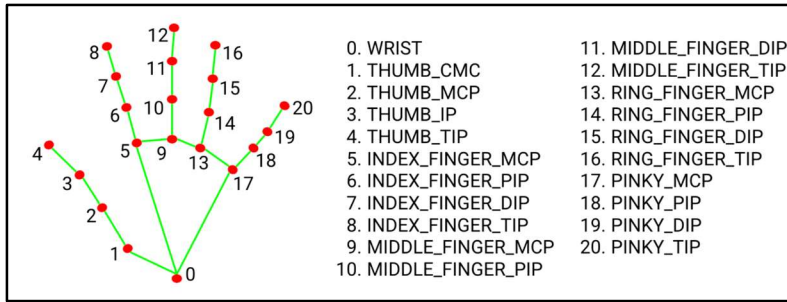 12
16
8
11
15
7
20
10
6
14
19
4
5
9
13
18
3
17
2
1
0
0. WRIST
1. THUMB_CMC
2. THUMB_MCP
3. THUMB_IP
4. THUMB_TIP
5. INDEX_FINGER_MCP
6. INDEX_FINGER_PIP
7. INDEX_FINGER_DIP
8. INDEX_FINGER_TIP
9. MIDDLE_FINGER_MCP
10. MIDDLE_FINGER_PIP
11. MIDDLE_FINGER_DIP
12. MIDDLE_FINGER_TIP
13. RING_FINGER_MCP
14. RING_FINGER_PIP
15. RING_FINGER_DIP
16. RING_FINGER_TIP
17. PINKY_MCP
18. PINKY_PIP
19. PINKY_DIP
20. PINKY_TIP